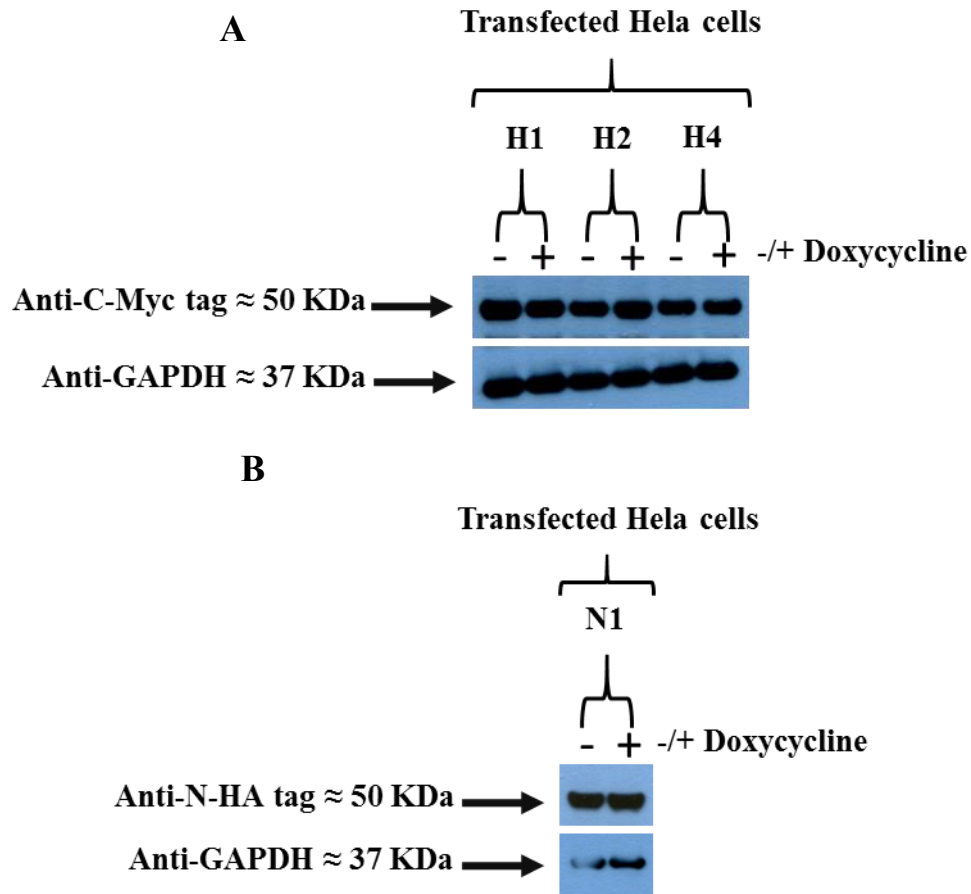 A
Transfected Hela cells
H1 H2 H4
- + - + - + -/+ Doxycycline
Anti-C-Myc tag ≈ 50 KDa
Anti-GAPDH ≈ 37 KDa
B
Transfected Hela cells
N1
- + -/+ Doxycycline
Anti-N-HA tag ≈ 50 KDa
Anti-GAPDH ≈ 37 KDa